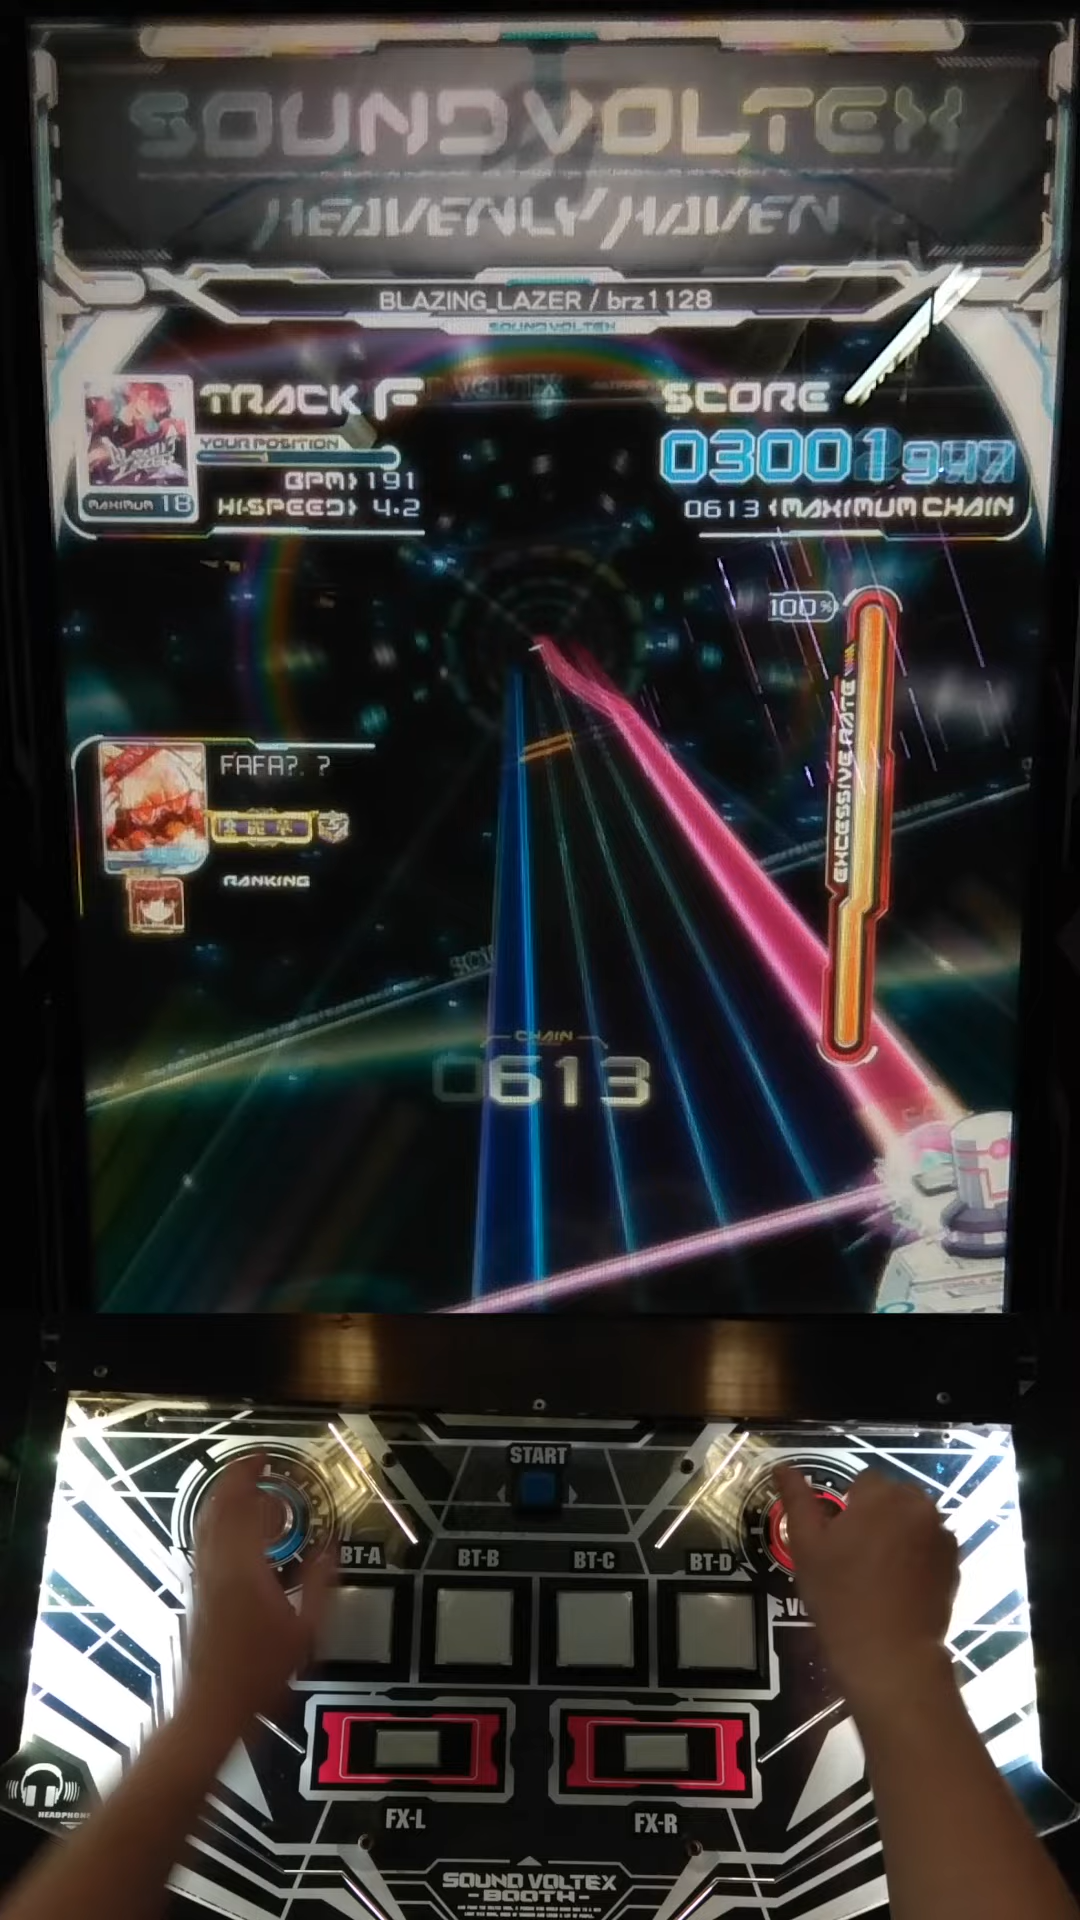 SOUND VOLTEX
HEAVENLY HAVEN
BLAZING_LAZER / brz1128
SOUND VOLTEX
TRACK F
YOUR POSITION
BPM> 191
HI-SPEED> 4.2
MAXIMUM 18
SCORE
0613 <MAXIMUM CHAIN
100%
EXCESSIVE RATE
FAFA?. ?
RANKING
CHAIN
0613
START
BT-A
BT-B
BT-C
BT-D
FX-L
FX-R
HEADPHONE
SOUND VOLTEX
-BOOTH-